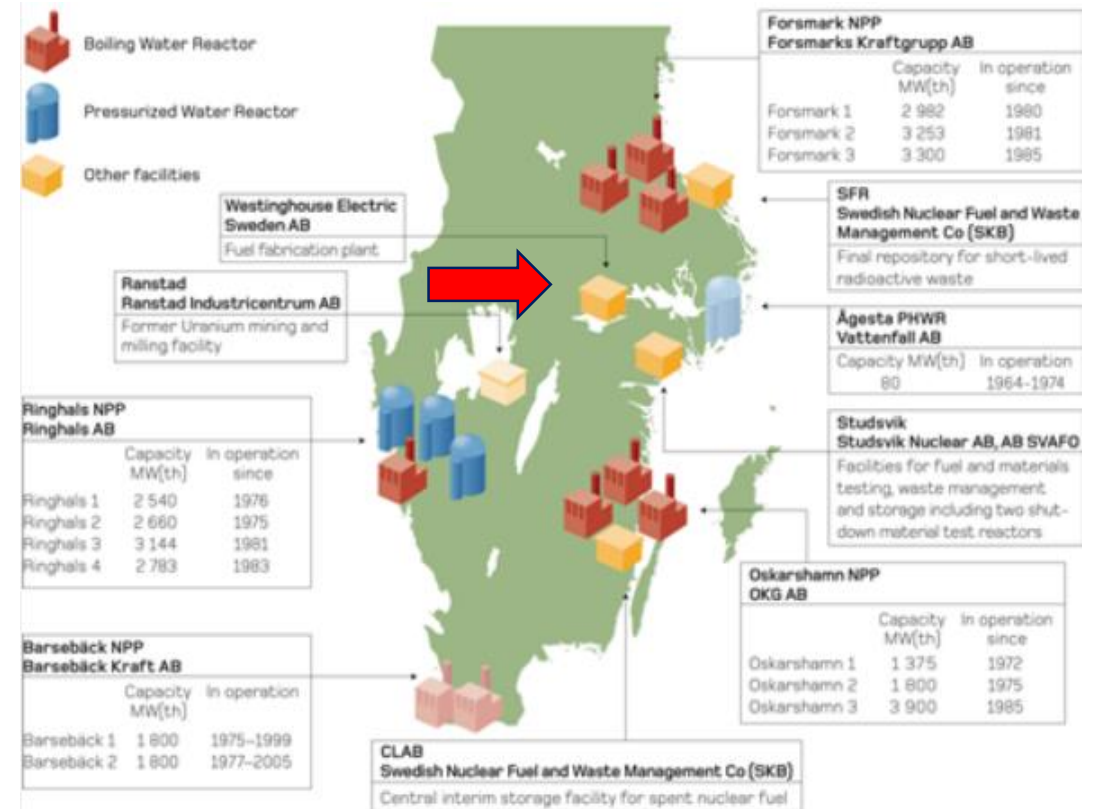 Boiling Water Reactor
Pressurized Water Reactor
Other facilities
Westinghouse Electric
Sweden AB
Fuel fabrication plant
Ranstad
Ranstad Industricentrum AB
Former Uranium mining and
milling facility
Ringhals NPP
Ringhals AB
Capacity In operation
MW(th) since
Ringhals 1 2 540 1976
Ringhals 2 2 660 1975
Ringhals 3 3 144 1981
Ringhals 4 2 783 1983
Barsebäck NPP
Barsebäck Kraft AB
Capacity In operation
MW(th)
Barsebäck 1 1 800 1975–1999
Barsebäck 2 1 800 1977–2005
Forsmark NPP
Forsmarks Kraftgrupp AB
Capacity In operation
MW(th) since
Forsmark 1 2 982 1980
Forsmark 2 3 253 1981
Forsmark 3 3 300 1985
SFR
Swedish Nuclear Fuel and Waste
Management Co (SKB)
Final repository for short-lived
radioactive waste
Ågesta PHWR
Vattenfall AB
Capacity MW(th) In operation
80 1964-1974
Studsvik
Studsvik Nuclear AB, AB SVAFO
Facilities for fuel and materials
testing, waste management
and storage including two shut-
down material test reactors
Oskarshamn NPP
OKG AB
Capacity In operation
MW(th) since
Oskarshamn 1 1 375 1972
Oskarshamn 2 1 800 1975
Oskarshamn 3 3 900 1985
CLAB
Swedish Nuclear Fuel and Waste Management Co (SKB)
Central interim storage facility for spent nuclear fuel